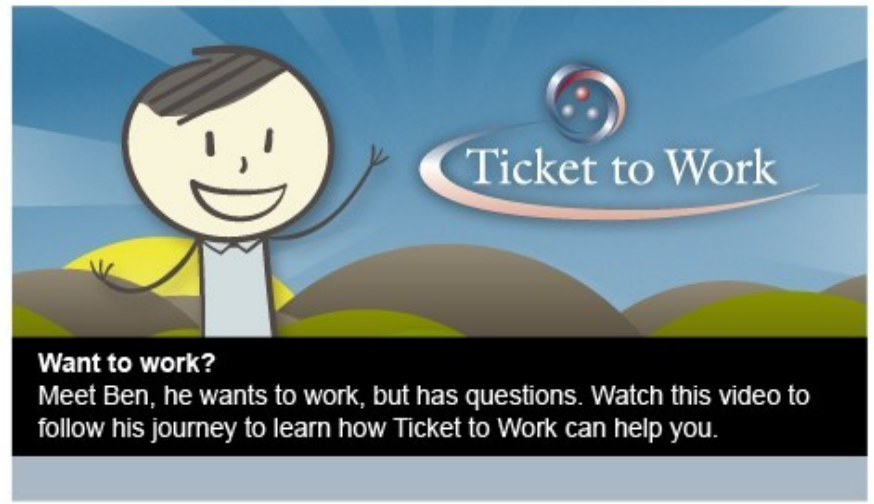 Ticket to Work
Want to work?
Meet Ben, he wants to work, but has questions. Watch this video to
follow his journey to learn how Ticket to Work can help you.